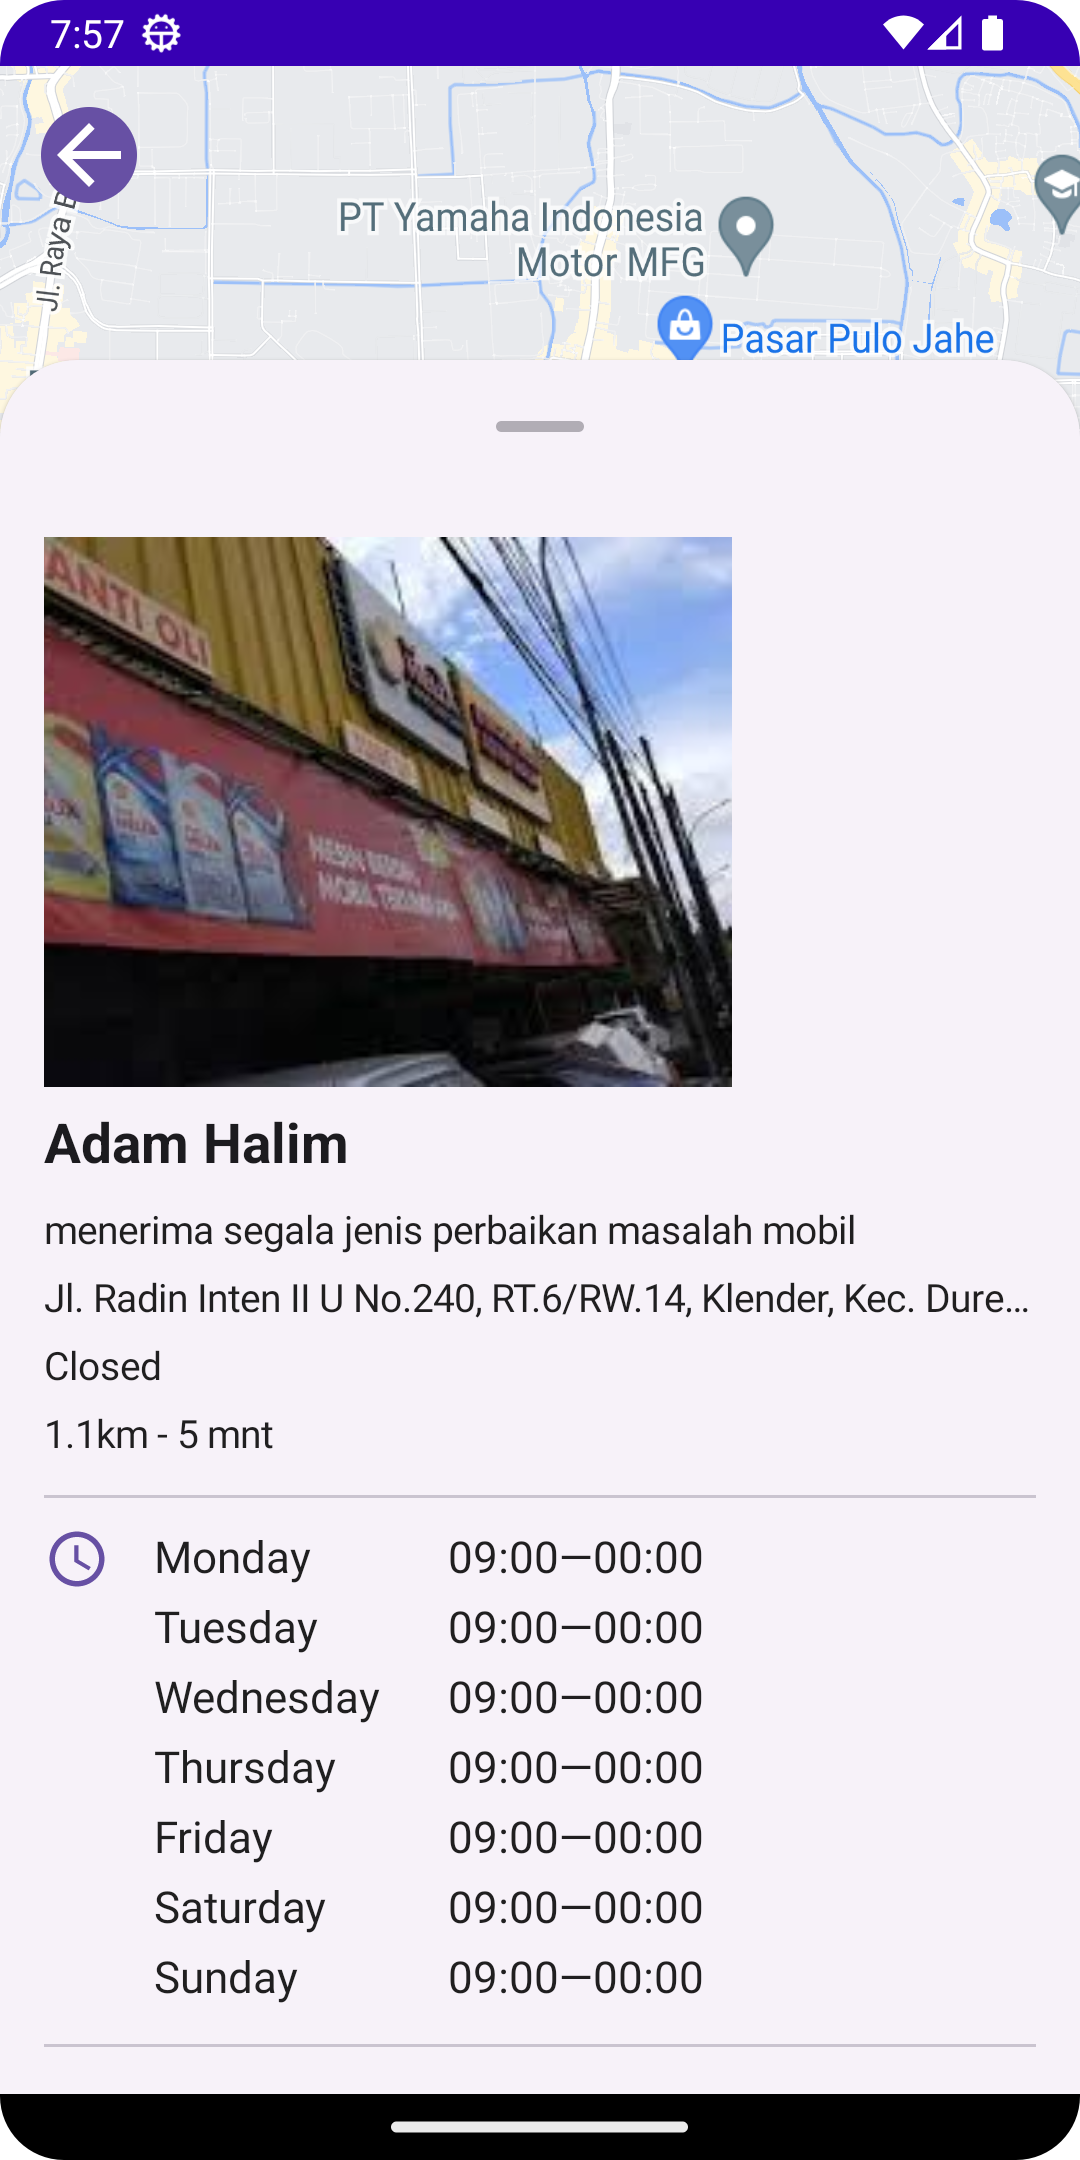 7:57
Jl. Raya B
PT Yamaha Indonesia
Motor MFG
Pasar Pulo Jahe
ANTI OLI
MESIN BERSIH
MOBIL
Adam Halim
menerima segala jenis perbaikan masalah mobil
Jl. Radin Inten II U No.240, RT.6/RW.14, Klender, Kec. Dure...
Closed
1.1km - 5 mnt
Monday 09:00—00:00
Tuesday 09:00—00:00
Wednesday 09:00—00:00
Thursday 09:00—00:00
Friday 09:00—00:00
Saturday 09:00—00:00
Sunday 09:00—00:00